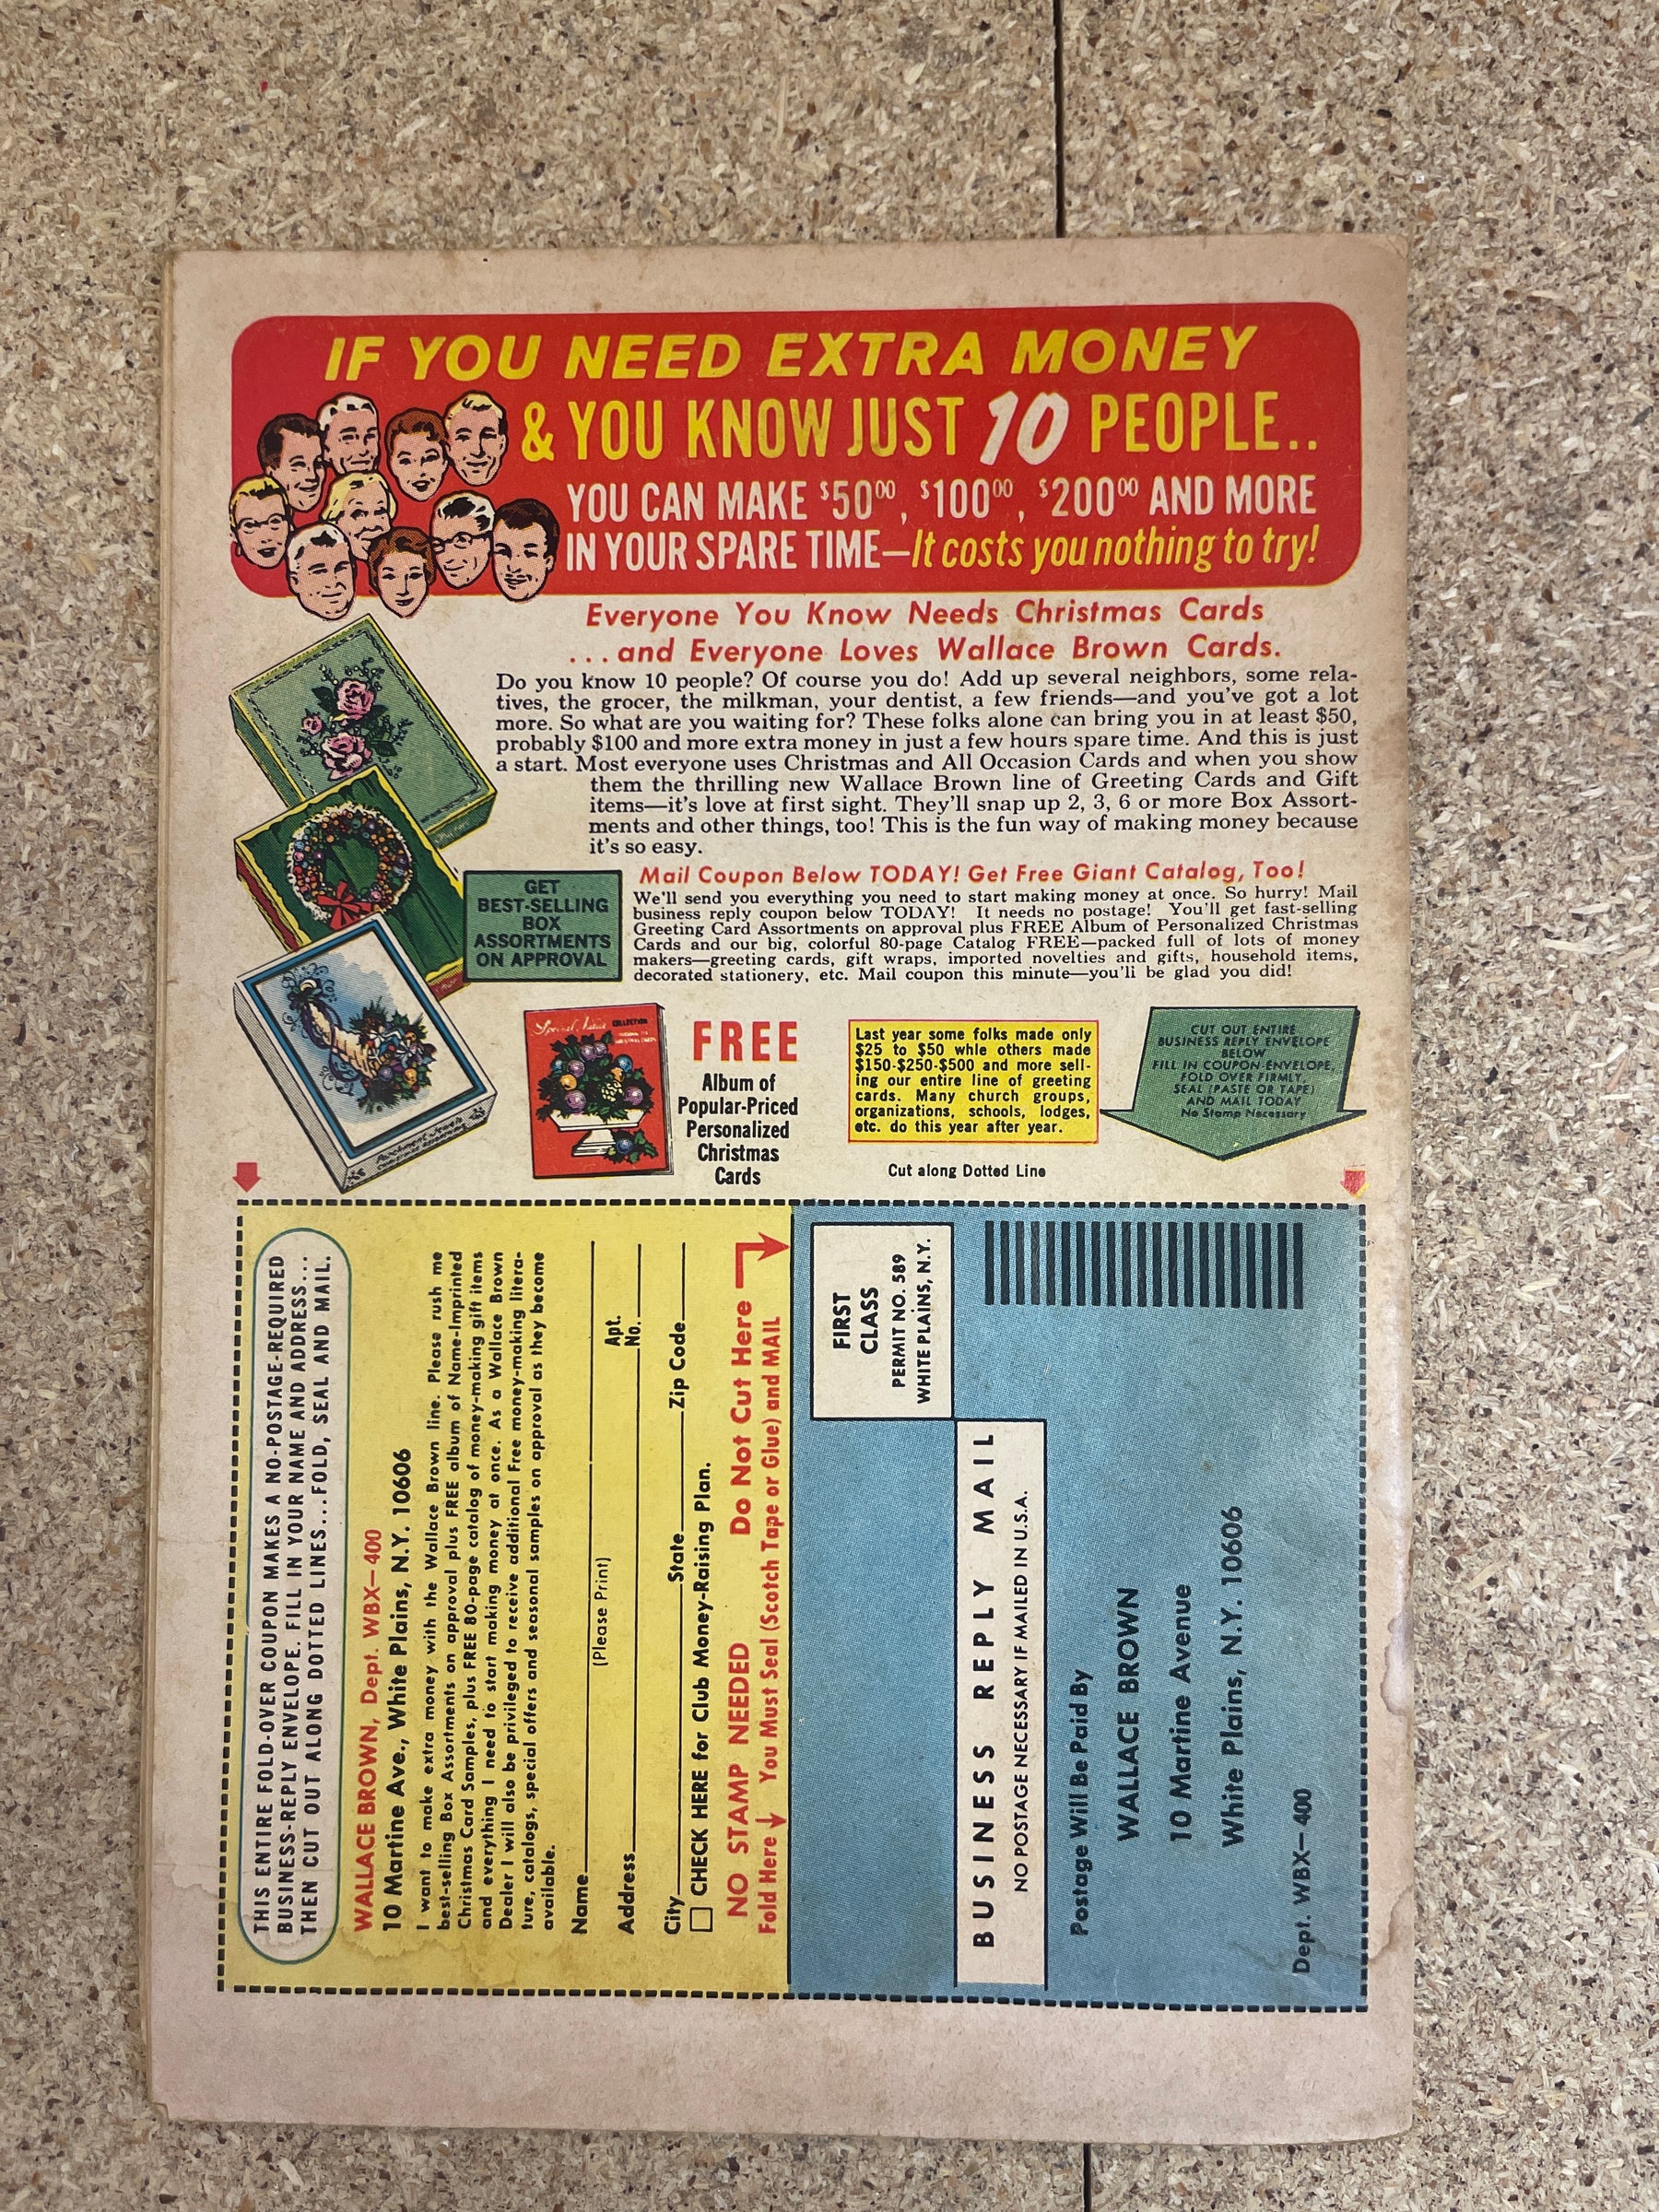 IF YOU NEED EXTRA MONEY
& YOU KNOW JUST 10 PEOPLE..
YOU CAN MAKE $50⁰⁰, $100⁰⁰, $200⁰⁰ AND MORE
IN YOUR SPARE TIME—It costs you nothing to try!
Everyone You Know Needs Christmas Cards
...and Everyone Loves Wallace Brown Cards.
Do you know 10 people? Of course you do! Add up several neighbors, some rela-
tives, the grocer, the milkman, your dentist, a few friends—and you've got a lot
more. So what are you waiting for? These folks alone can bring you in at least $50,
probably $100 and more extra money in just a few hours spare time. And this is just
a start. Most everyone uses Christmas and All Occasion Cards and when you show
them the thrilling new Wallace Brown line of Greeting Cards and Gift
items—it's love at first sight. They'll snap up 2, 3, 6 or more Box Assort-
ments and other things, too! This is the fun way of making money because
it's so easy.
GET
BEST-SELLING
BOX
ASSORTMENTS
ON APPROVAL
Mail Coupon Below TODAY! Get Free Giant Catalog, Too!
We'll send you everything you need to start making money at once. So hurry! Mail
business reply coupon below TODAY! It needs no postage! You'll get fast-selling
Greeting Card Assortments on approval plus FREE Album of Personalized Christmas
Cards and our big, colorful 80-page Catalog FREE—packed full of lots of money
makers—greeting cards, gift wraps, imported novelties and gifts, household items,
decorated stationery, etc. Mail coupon this minute—you'll be glad you did!
COLLECTION
FREE
Album of
Popular-Priced
Personalized
Christmas
Cards
Last year some folks made only
$25 to $50 whle others made
$150-$250-$500 and more sell-
ing our entire line of greeting
cards. Many church groups,
organizations, schools, lodges,
etc. do this year after year.
CUT OUT ENTIRE
BUSINESS REPLY ENVELOPE
BELOW
FILL IN COUPON-ENVELOPE,
FOLD OVER FIRMLY,
SEAL (PASTE OR TAPE)
AND MAIL TODAY
No Stamp Necessary
Cut along Dotted Line
THIS ENTIRE FOLD-OVER COUPON MAKES A NO-POSTAGE-REQUIRED
BUSINESS-REPLY ENVELOPE. FILL IN YOUR NAME AND ADDRESS...
THEN CUT OUT ALONG DOTTED LINES...FOLD, SEAL AND MAIL.
WALLACE BROWN, Dept. WBX—400
10 Martine Ave., White Plains, N.Y. 10606
I want to make extra money with the Wallace Brown line. Please rush me
best-selling Box Assortments on approval plus FREE album of Name-Imprinted
Christmas Card Samples, plus FREE 80-page catalog of money-making gift items
and everything I need to start making money at once. As a Wallace Brown
Dealer I will also be privileged to receive additional Free money-making litera-
ture, catalogs, special offers and seasonal samples on approval as they become
available.
Name
(Please Print)
Address Apt. No.
City State Zip Code
CHECK HERE for Club Money-Raising Plan.
NO STAMP NEEDED Do Not Cut Here
Fold Here You Must Seal (Scotch Tape or Glue) and MAIL
FIRST
CLASS
PERMIT NO. 589
WHITE PLAINS, N.Y.
BUSINESS REPLY MAIL
NO POSTAGE NECESSARY IF MAILED IN U.S.A.
Postage Will Be Paid By
WALLACE BROWN
10 Martine Avenue
White Plains, N.Y. 10606
Dept. WBX—400